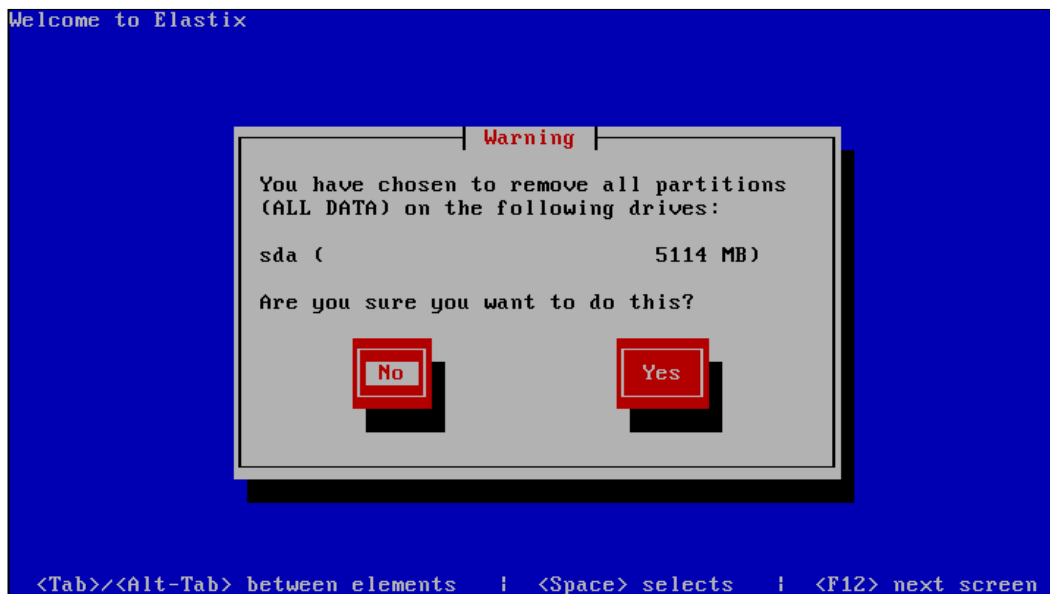 Welcome to Elastix
Warning
You have chosen to remove all partitions
(ALL DATA) on the following drives:
sda (                         5114 MB)
Are you sure you want to do this?
No    Yes
<Tab>/<Alt-Tab> between elements   |  <Space> selects   |  <F12> next screen